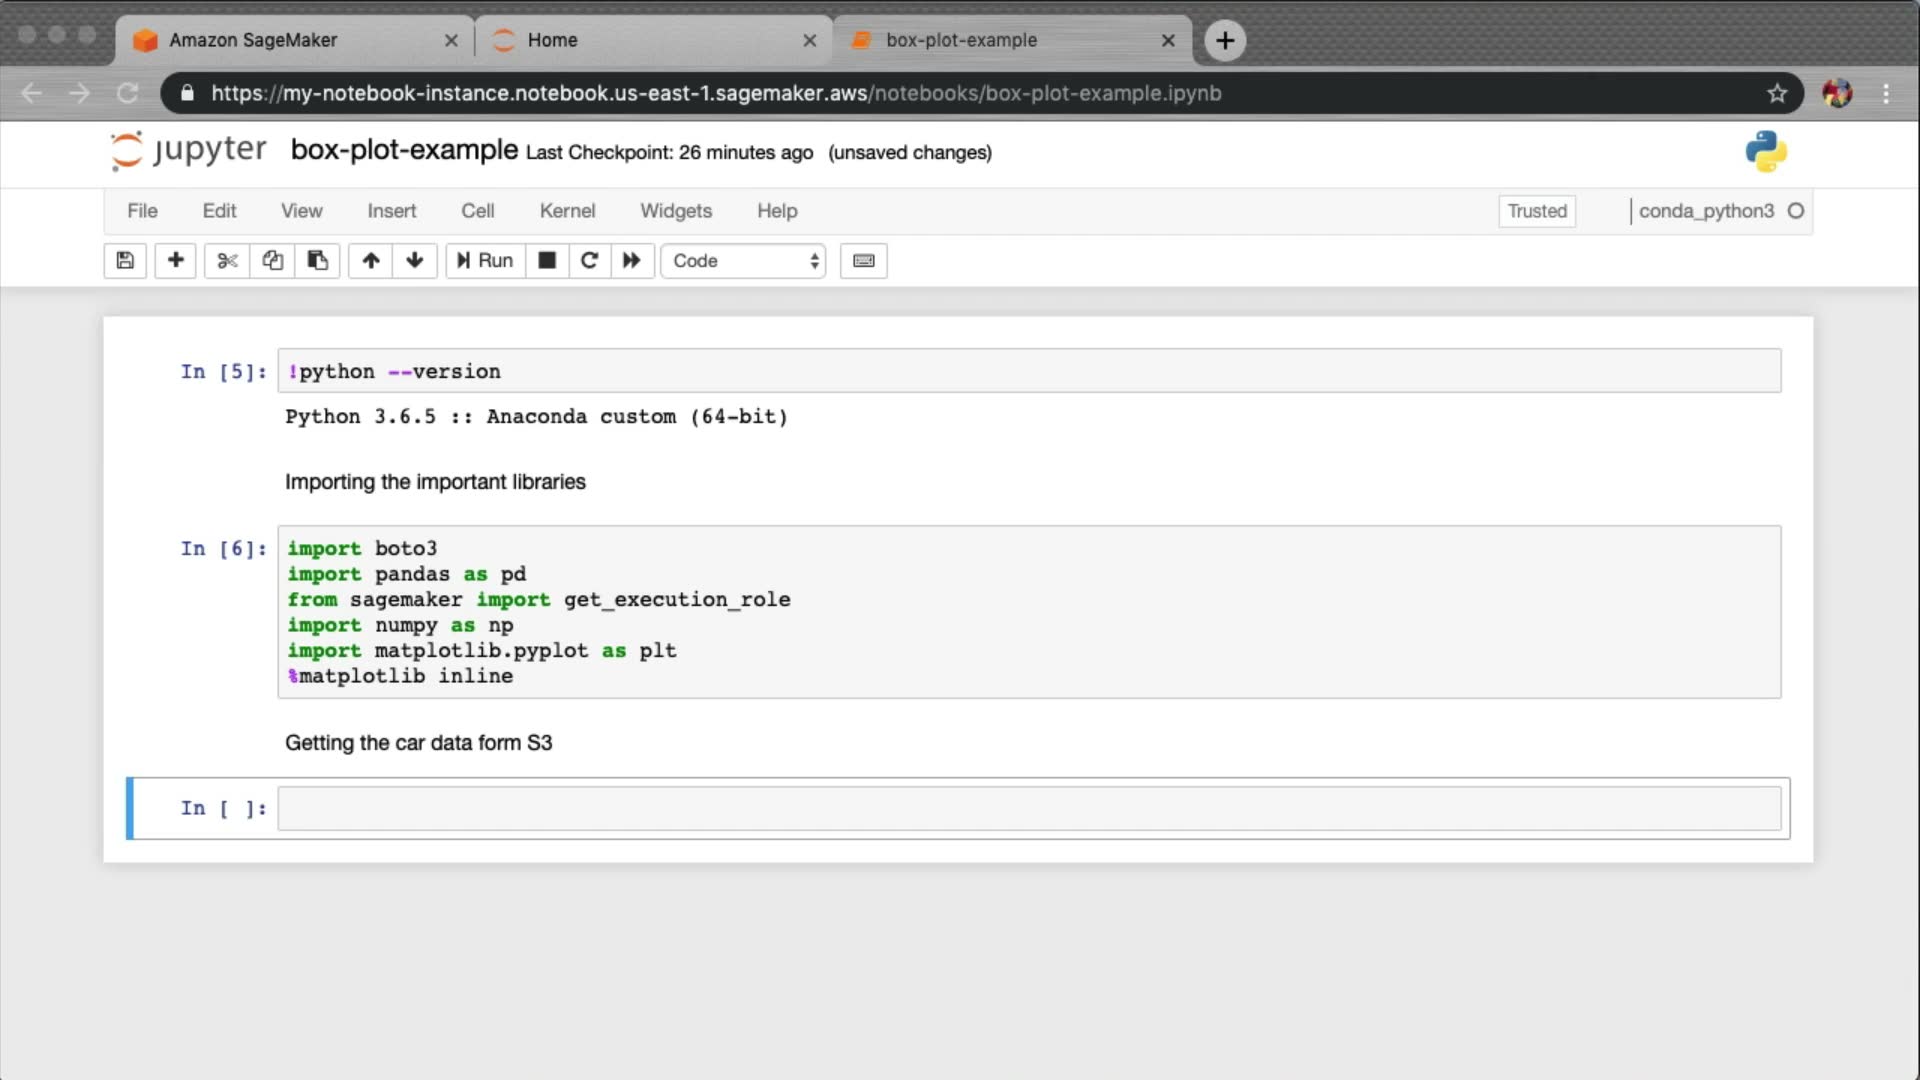 Amazon SageMaker
Home
box-plot-example
https://my-notebook-instance.notebook.us-east-1.sagemaker.aws/notebooks/box-plot-example.ipynb
jupyter box-plot-example Last Checkpoint: 26 minutes ago (unsaved changes)
File Edit View Insert Cell Kernel Widgets Help Trusted conda_python3
Run Code
In [5]: !python --version
Python 3.6.5 :: Anaconda custom (64-bit)
Importing the important libraries
In [6]: import boto3
import pandas as pd
from sagemaker import get_execution_role
import numpy as np
import matplotlib.pyplot as plt
%matplotlib inline
Getting the car data form S3
In [ ]: